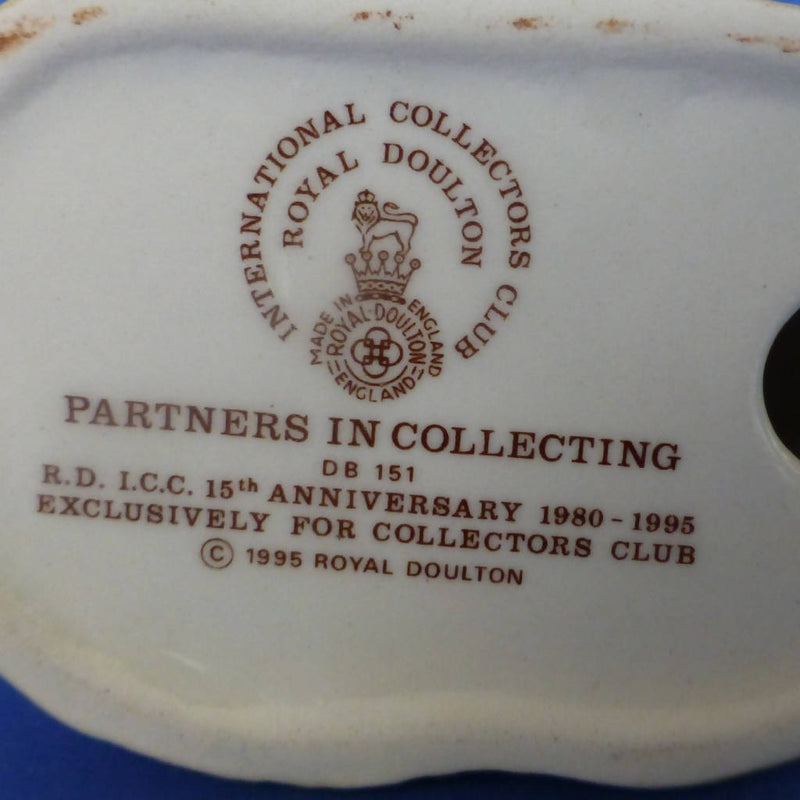 INTERNATIONAL COLLECTORS CLUB
ROYAL DOULTON
MADE IN ENGLAND
ROYAL·DOULTON
ENGLAND
PARTNERS IN COLLECTING
DB 151
R.D. I.C.C. 15th ANNIVERSARY 1980-1995
EXCLUSIVELY FOR COLLECTORS CLUB
© 1995 ROYAL DOULTON